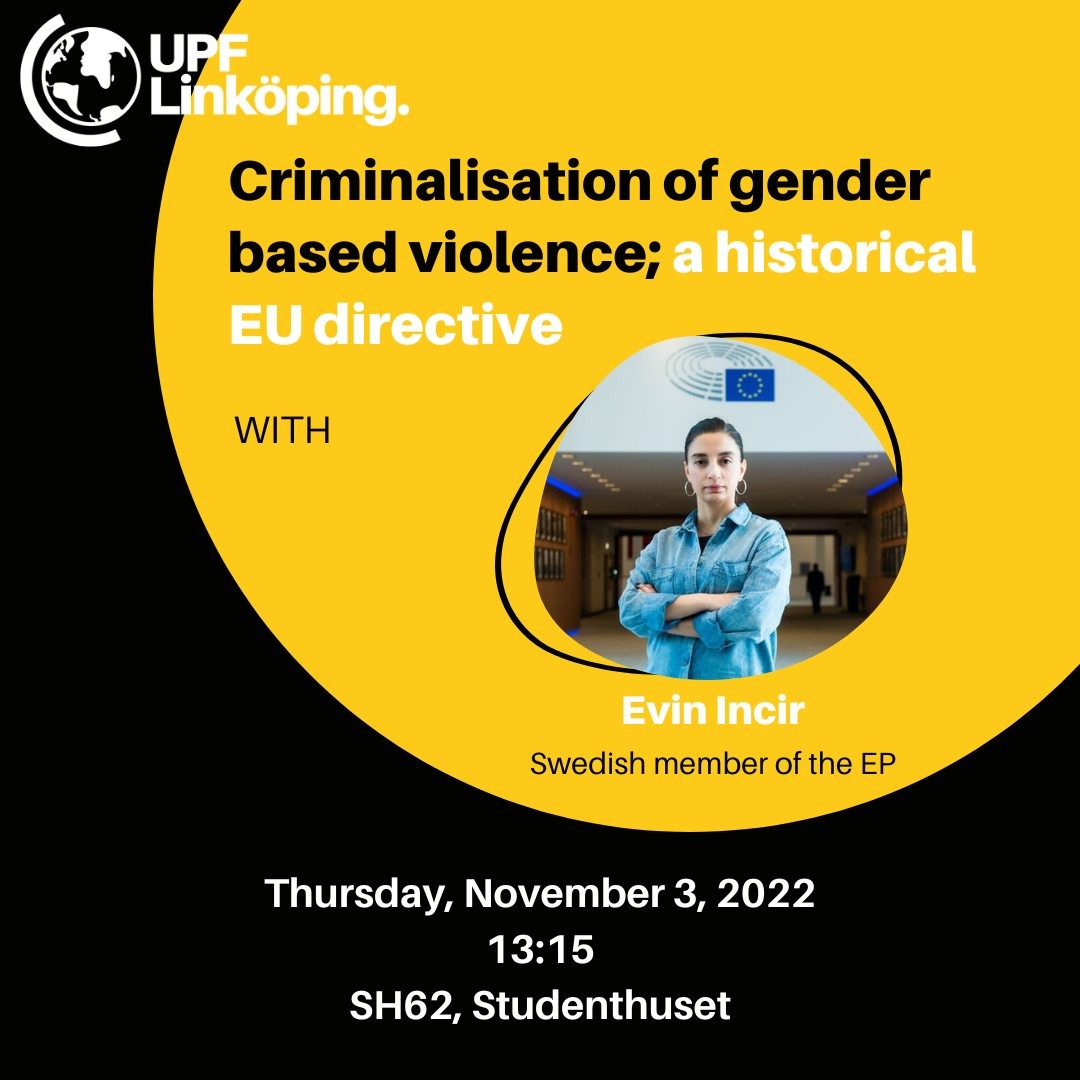 UPF
Linköping.
Criminalisation of gender
based violence; a historical
EU directive
WITH
Evin Incir
Swedish member of the EP
Thursday, November 3, 2022
13:15
SH62, Studenthuset